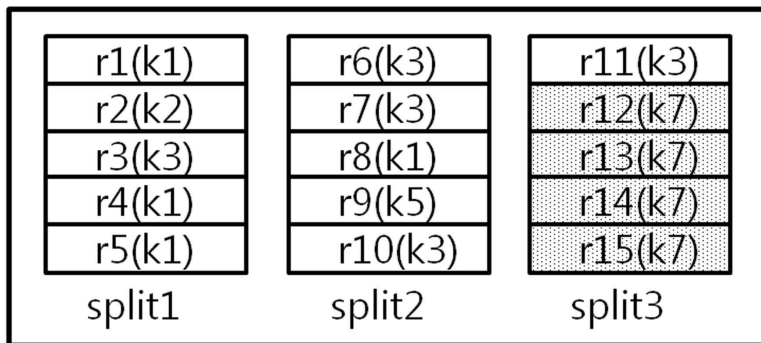 r1(k1) r6(k3) r11(k3)
r2(k2) r7(k3) r12(k7)
r3(k3) r8(k1) r13(k7)
r4(k1) r9(k5) r14(k7)
r5(k1) r10(k3) r15(k7)
split1 split2 split3